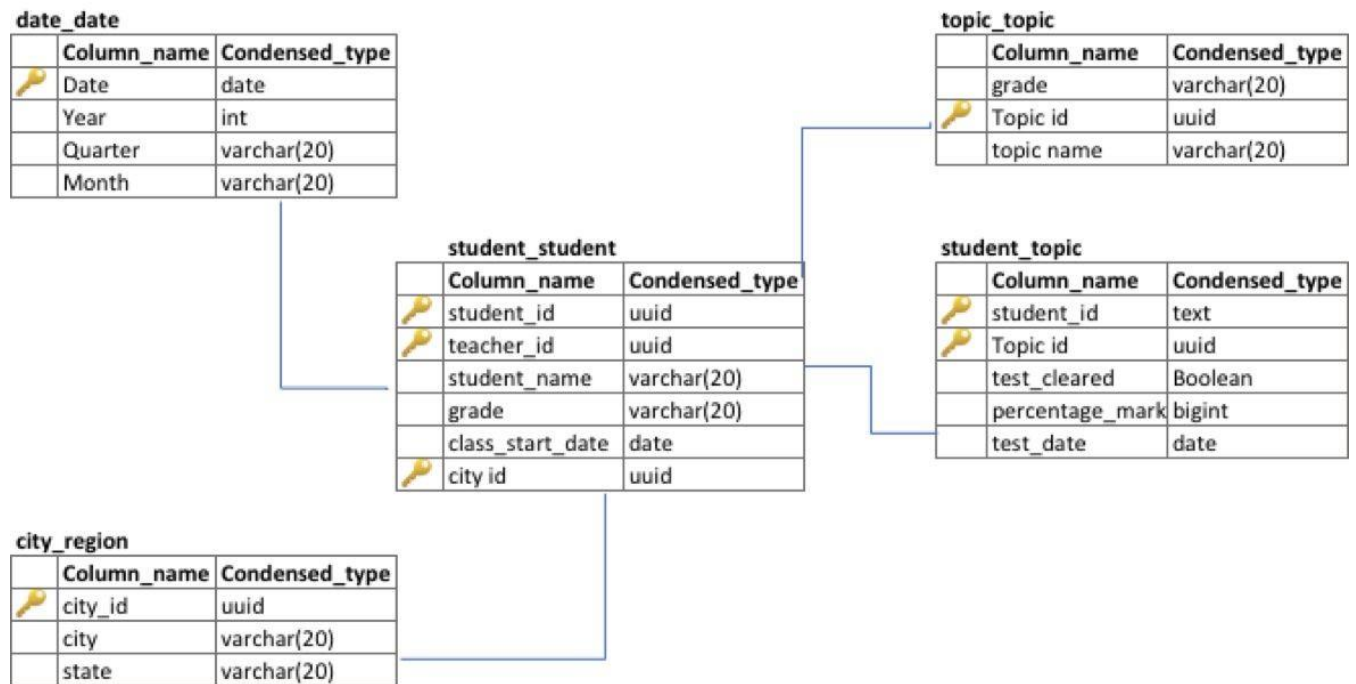 date_date
Column_name Condensed_type
Date date
Year int
Quarter varchar(20)
Month varchar(20)
topic_topic
Column_name Condensed_type
grade varchar(20)
Topic id uuid
topic name varchar(20)
student_student
Column_name Condensed_type
student_id uuid
teacher_id uuid
student_name varchar(20)
grade varchar(20)
class_start_date date
city id uuid
student_topic
Column_name Condensed_type
student_id text
Topic id uuid
test_cleared Boolean
percentage_mark bigint
test_date date
city_region
Column_name Condensed_type
city_id uuid
city varchar(20)
state varchar(20)